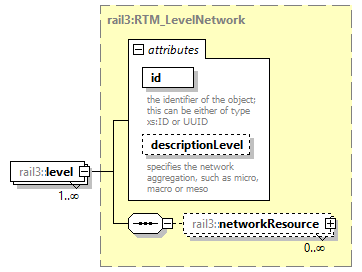 rail3:RTM_LevelNetwork
attributes
id
the identifier of the object;
this can be either of type
xs:ID or UUID
descriptionLevel
specifies the network
aggregation, such as micro,
macro or meso
rail3::level
1..∞
rail3::networkResource
0..∞